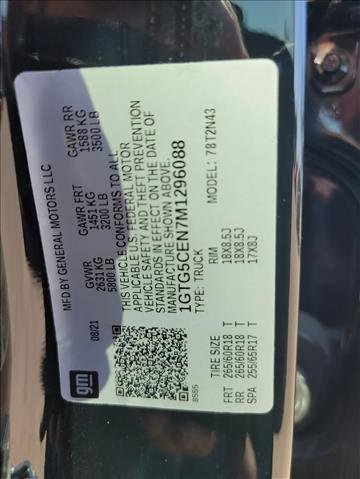 gm
MFD BY GENERAL MOTORS LLC
08/21 GVWR GAWR FRT GAWR RR
2631 KG 1451 KG 1588 KG
5800 LB 3200 LB 3500 LB
THIS VEHICLE CONFORMS TO ALL
APPLICABLE U.S. FEDERAL MOTOR
VEHICLE SAFETY AND THEFT PREVENTION
STANDARDS IN EFFECT ON THE DATE OF
MANUFACTURE SHOWN ABOVE.
1GTG5CEN7M1296088
TYPE: TRUCK MODEL: 78T2N43
8555
TIRE SIZE RIM
FRT 265/60R18 T 18X8.5J
RR 265/60R18 T 18X8.5J
SPA 255/65R17 T 17X8J